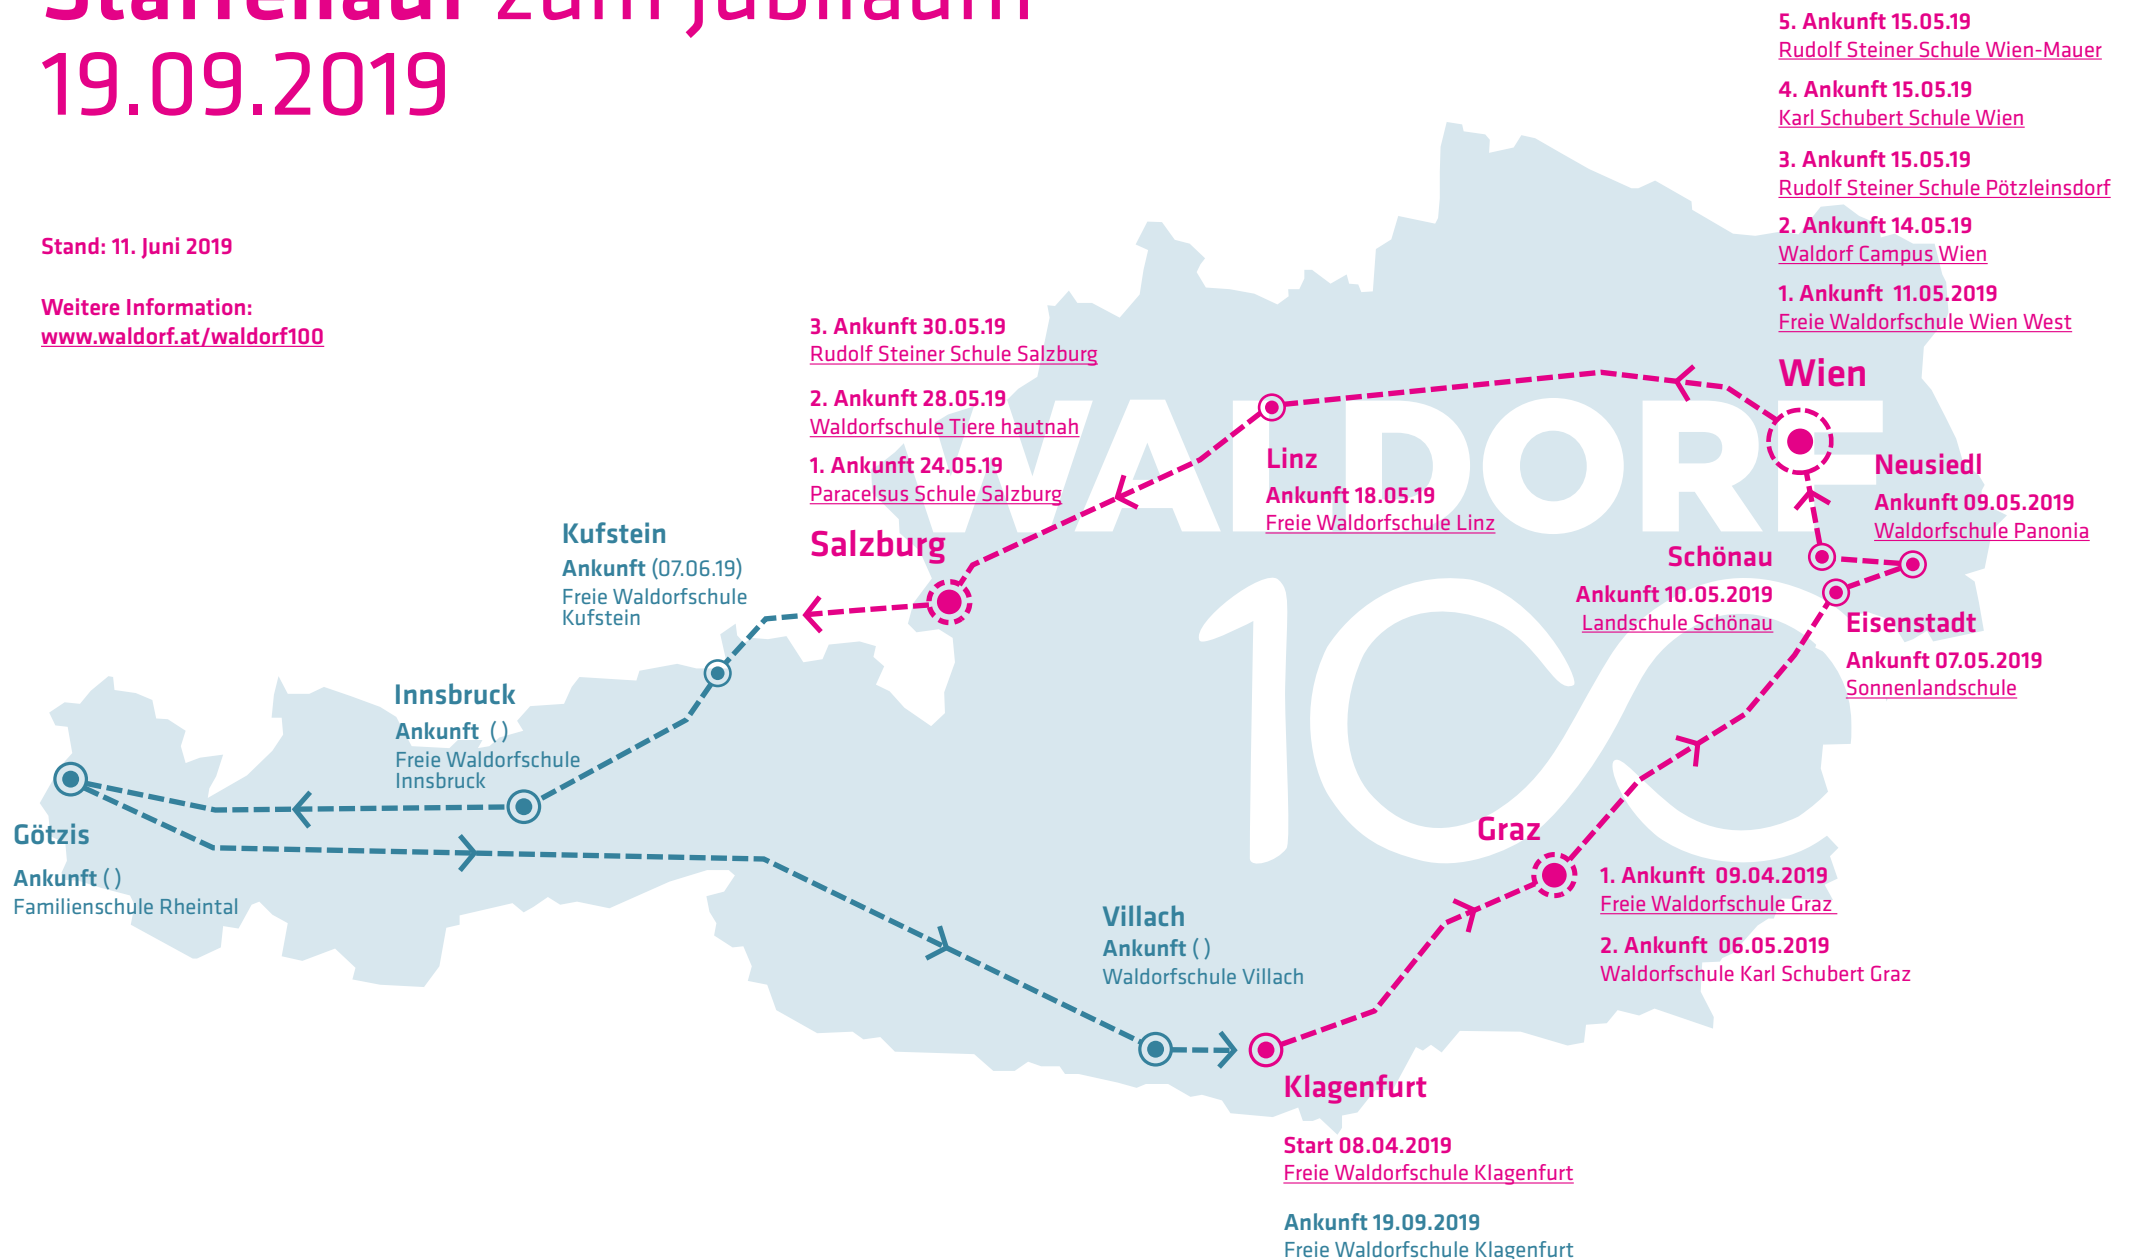 Staffellauf zum Jubiläum
19.09.2019
Stand: 11. Juni 2019
Weitere Information:
www.waldorf.at/waldorf100
5. Ankunft 15.05.19
Rudolf Steiner Schule Wien-Mauer
4. Ankunft 15.05.19
Karl Schubert Schule Wien
3. Ankunft 15.05.19
Rudolf Steiner Schule Pötzleinsdorf
2. Ankunft 14.05.19
Waldorf Campus Wien
1. Ankunft 11.05.2019
Freie Waldorfschule Wien West
Wien
3. Ankunft 30.05.19
Rudolf Steiner Schule Salzburg
2. Ankunft 28.05.19
Waldorfschule Tiere hautnah
1. Ankunft 24.05.19
Paracelsus Schule Salzburg
Salzburg
WALDORF
100
Linz
Ankunft 18.05.19
Freie Waldorfschule Linz
Neusiedl
Ankunft 09.05.2019
Waldorfschule Panonia
Schönau
Ankunft 10.05.2019
Landschule Schönau
Eisenstadt
Ankunft 07.05.2019
Sonnenlandschule
Kufstein
Ankunft (07.06.19)
Freie Waldorfschule
Kufstein
Innsbruck
Ankunft ( )
Freie Waldorfschule
Innsbruck
Götzis
Ankunft ( )
Familienschule Rheintal
Graz
1. Ankunft 09.04.2019
Freie Waldorfschule Graz
2. Ankunft 06.05.2019
Waldorfschule Karl Schubert Graz
Villach
Ankunft ( )
Waldorfschule Villach
Klagenfurt
Start 08.04.2019
Freie Waldorfschule Klagenfurt
Ankunft 19.09.2019
Freie Waldorfschule Klagenfurt